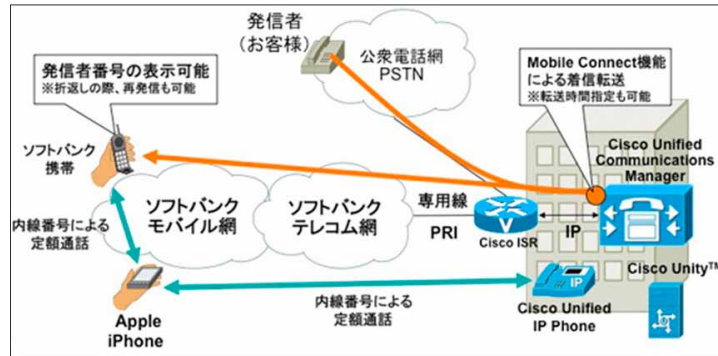 発信者
(お客様)
公衆電話網
PSTN
発信者番号の表示可能
※折返しの際、再発信も可能
Mobile Connect機能
による着信転送
※転送時間指定も可能
ソフトバンク
携帯
Cisco Unified
Communications
Manager
ソフトバンク
モバイル網
ソフトバンク
テレコム網
専用線
PRI
V
Cisco ISR
IP
内線番号による
定額通話
Cisco Unity™
IP
Apple
iPhone
内線番号による
定額通話
Cisco Unified
IP Phone